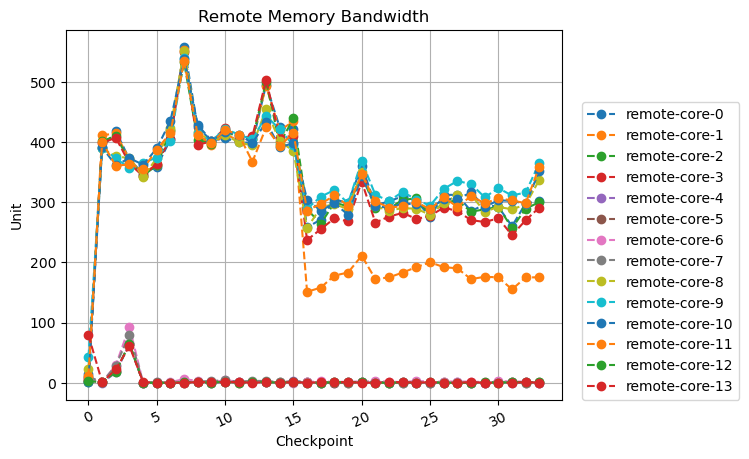 Remote Memory Bandwidth
Unit
500
400
300
200
100
0
0
5
10
15
20
25
30
Checkpoint
remote-core-0
remote-core-1
remote-core-2
remote-core-3
remote-core-4
remote-core-5
remote-core-6
remote-core-7
remote-core-8
remote-core-9
remote-core-10
remote-core-11
remote-core-12
remote-core-13